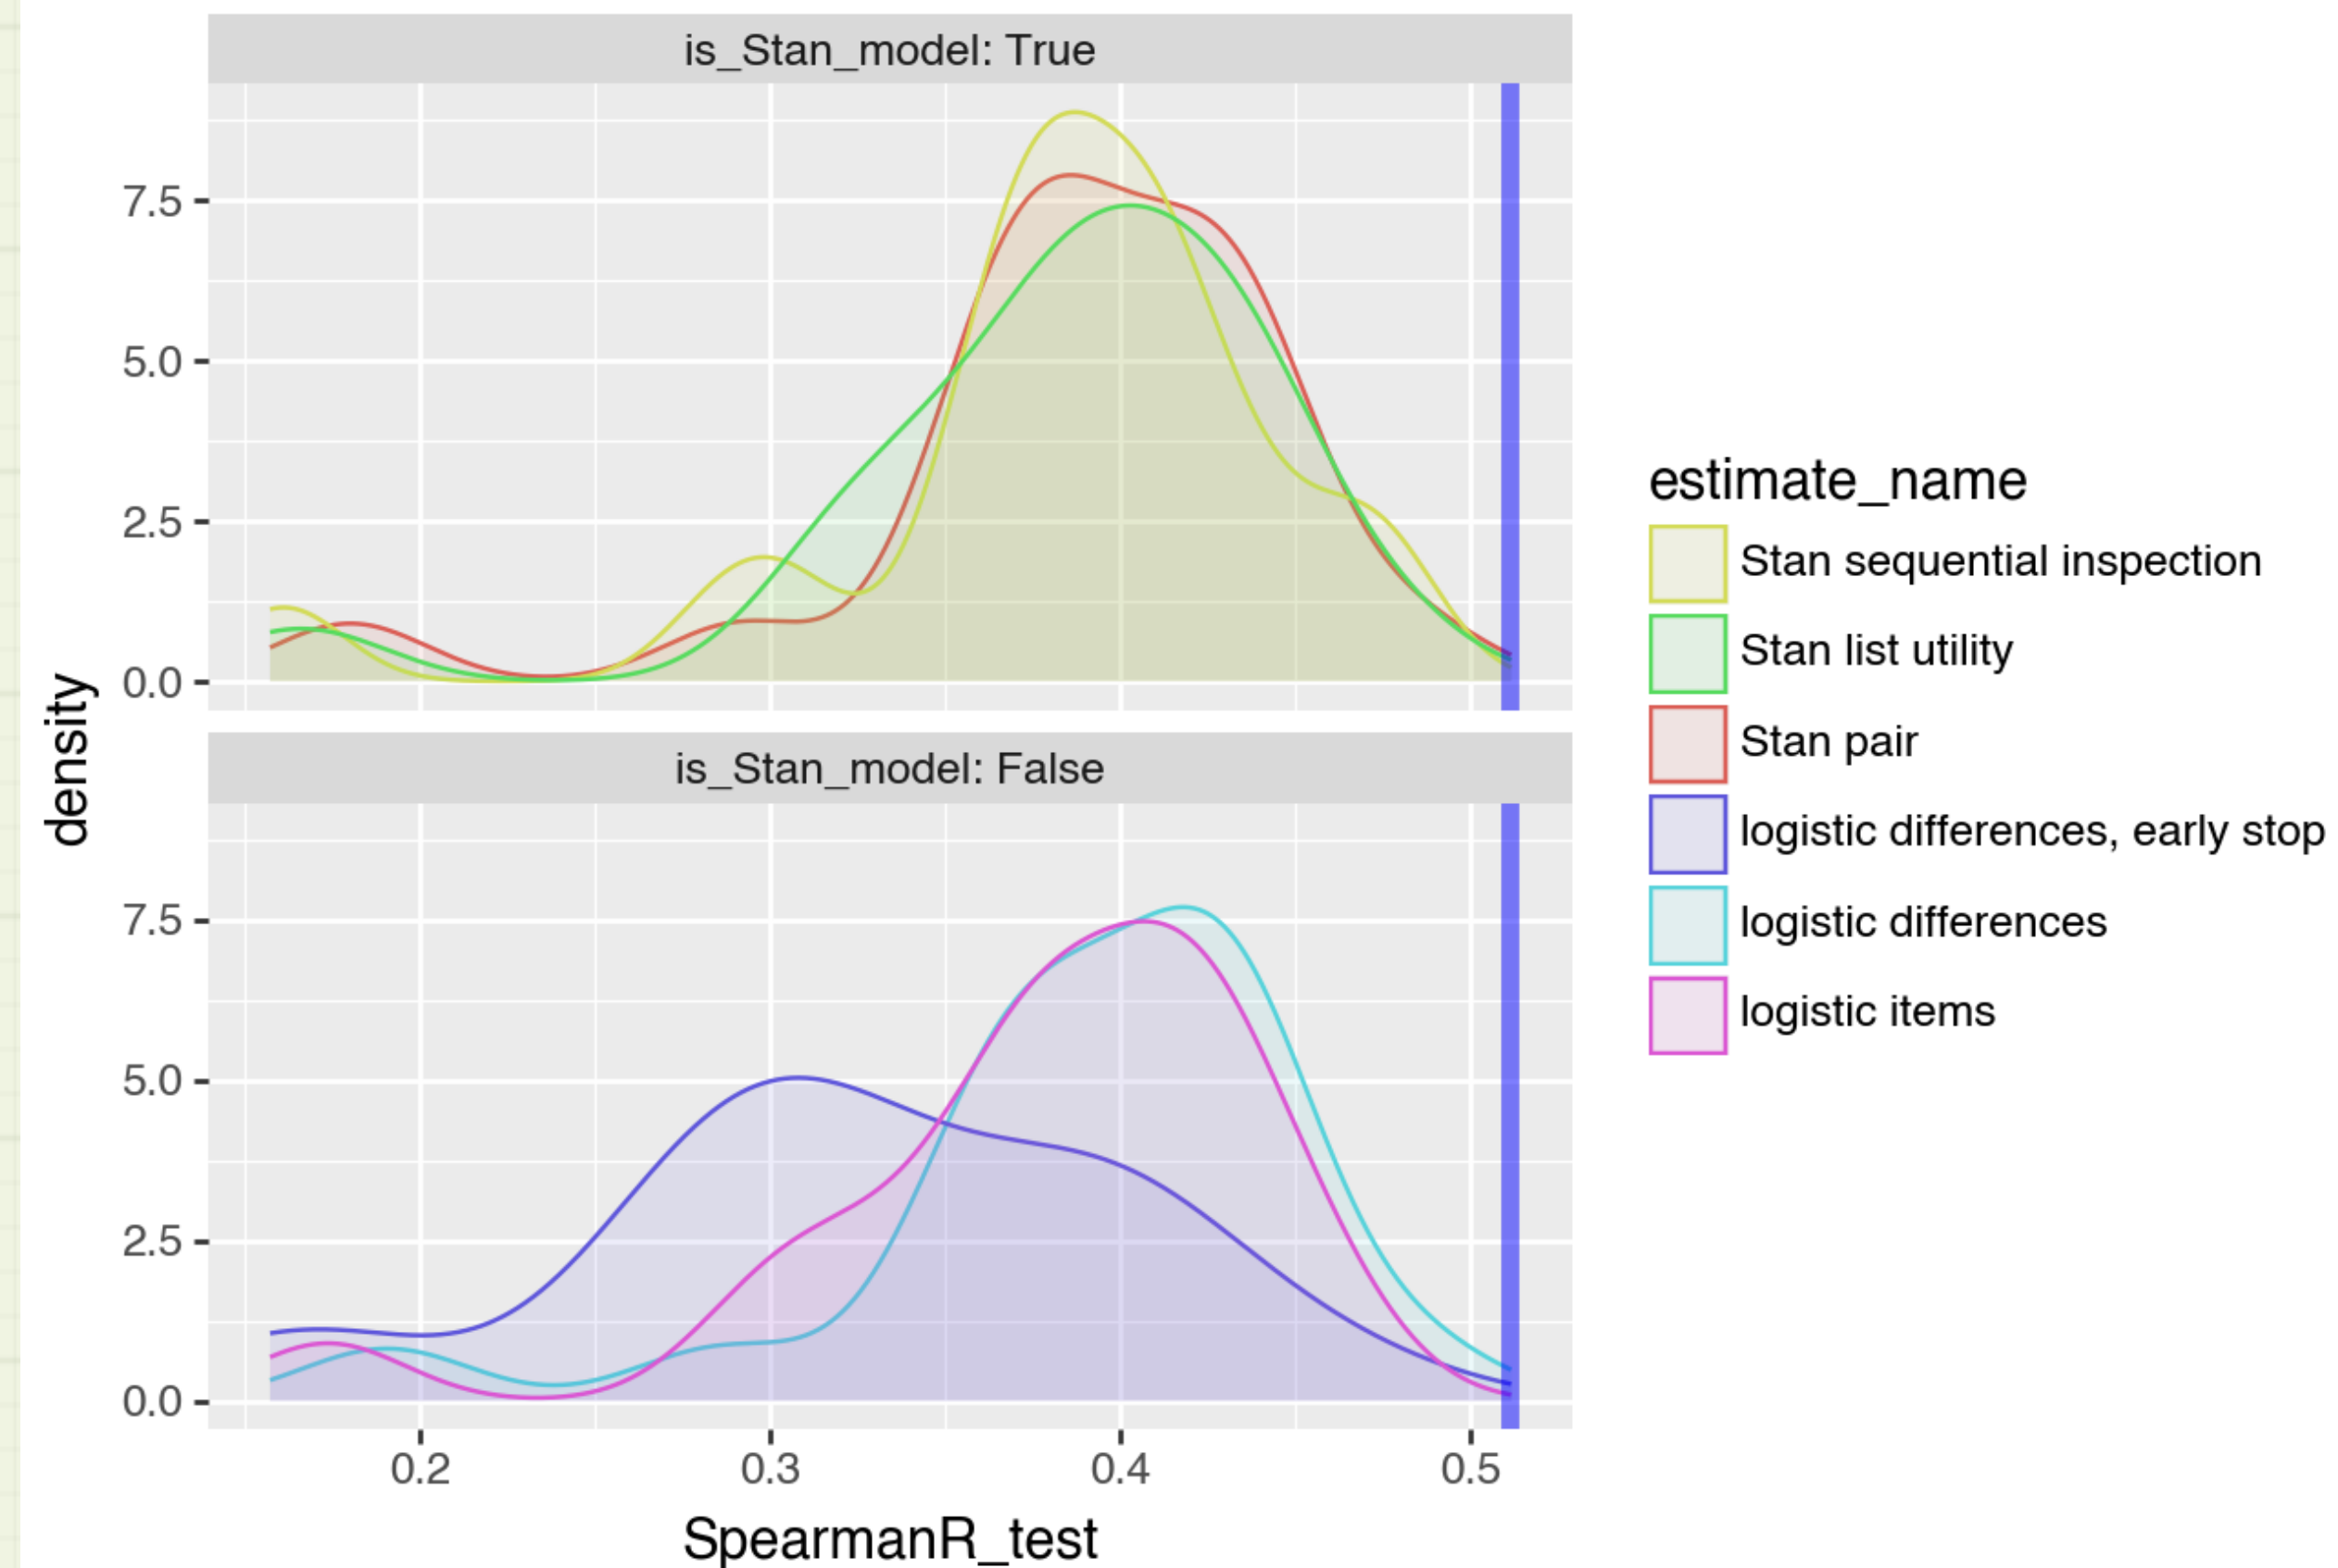 is_Stan_model: True
7.5
5.0
2.5
0.0
is_Stan_model: False
7.5
5.0
2.5
0.0
density
0.2
0.3
0.4
0.5
SpearmanR_test
estimate_name
Stan sequential inspection
Stan list utility
Stan pair
logistic differences, early stop
logistic differences
logistic items